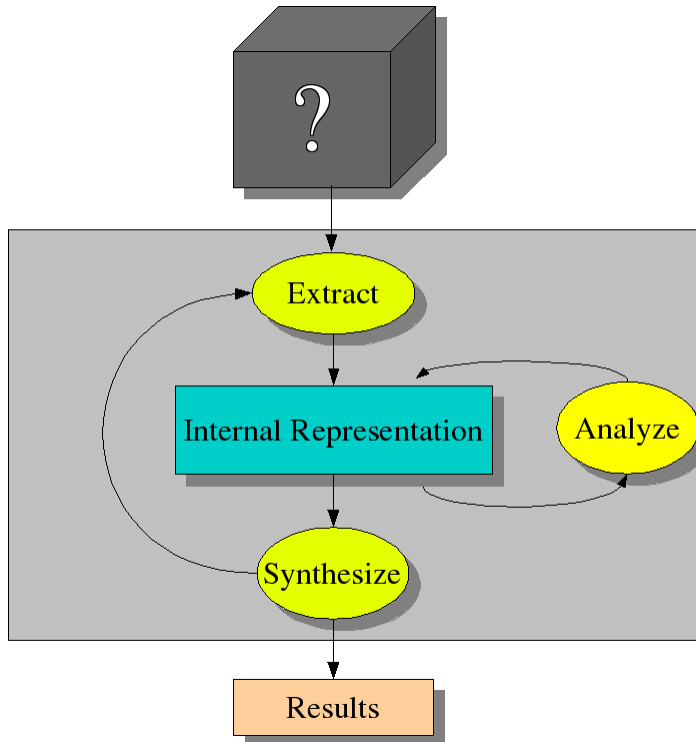 ?
Extract
Internal Representation
Analyze
Synthesize
Results